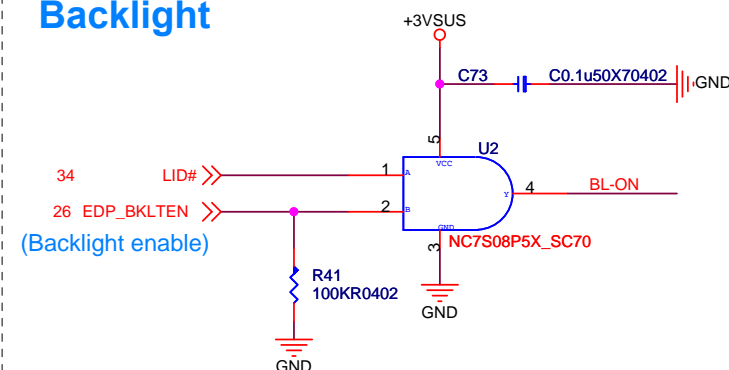 Backlight
+3VSUS
C73
C0.1u50X70402
GND
5
U2
VCC
34
LID#
1
A
Y
4
BL-ON
26
EDP_BKLTEN
2
B
(Backlight enable)
GND
3
NC7S08P5X_SC70
R41
100KR0402
GND
GND